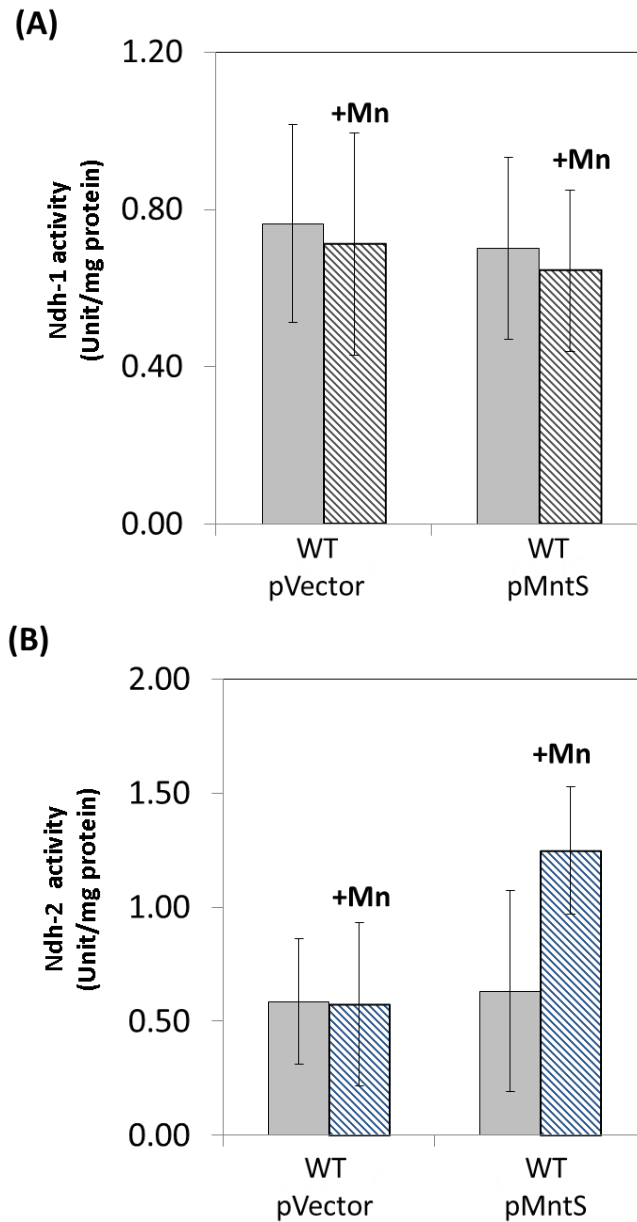 (A)
Ndh-1 activity
(Unit/mg protein)
1.20
0.80
0.40
0.00
+Mn
+Mn
WT
pVector
WT
pMntS
(B)
Ndh-2 activity
(Unit/mg protein)
2.00
1.50
1.00
0.50
0.00
+Mn
+Mn
WT
pVector
WT
pMntS